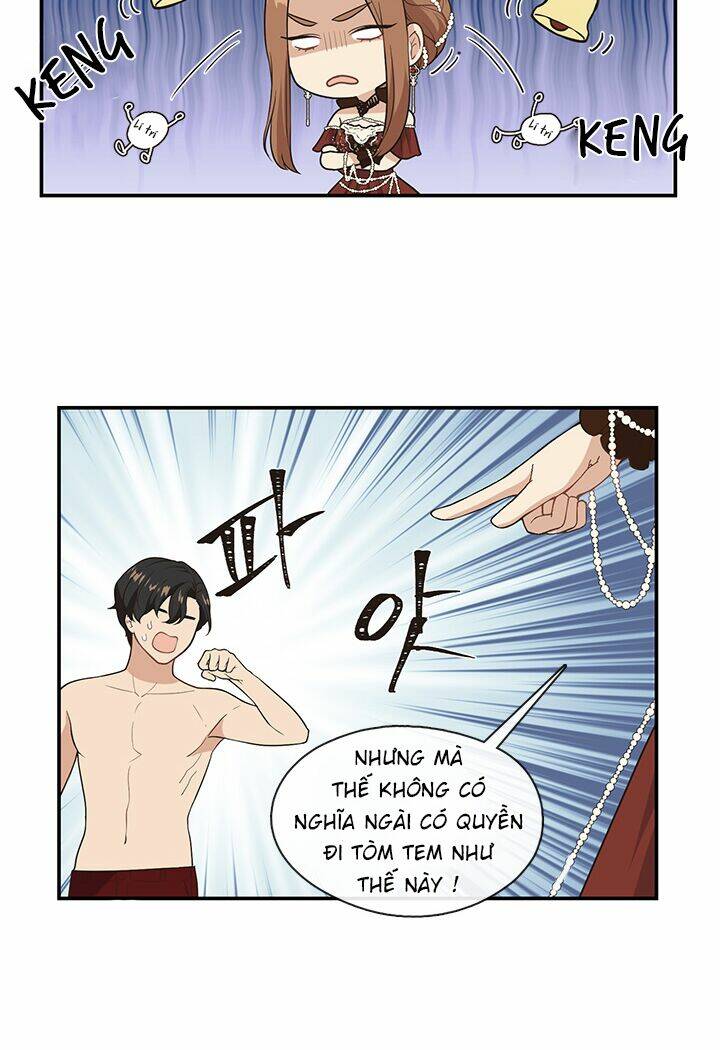 KENG
Lí trí
Lí trí
KENG
파
앗
NHƯNG MÀ
THẾ KHÔNG CÓ
NGHĨA NGÀI CÓ QUYỀN
ĐI TÒM TEM NHƯ
THẾ NÀY !